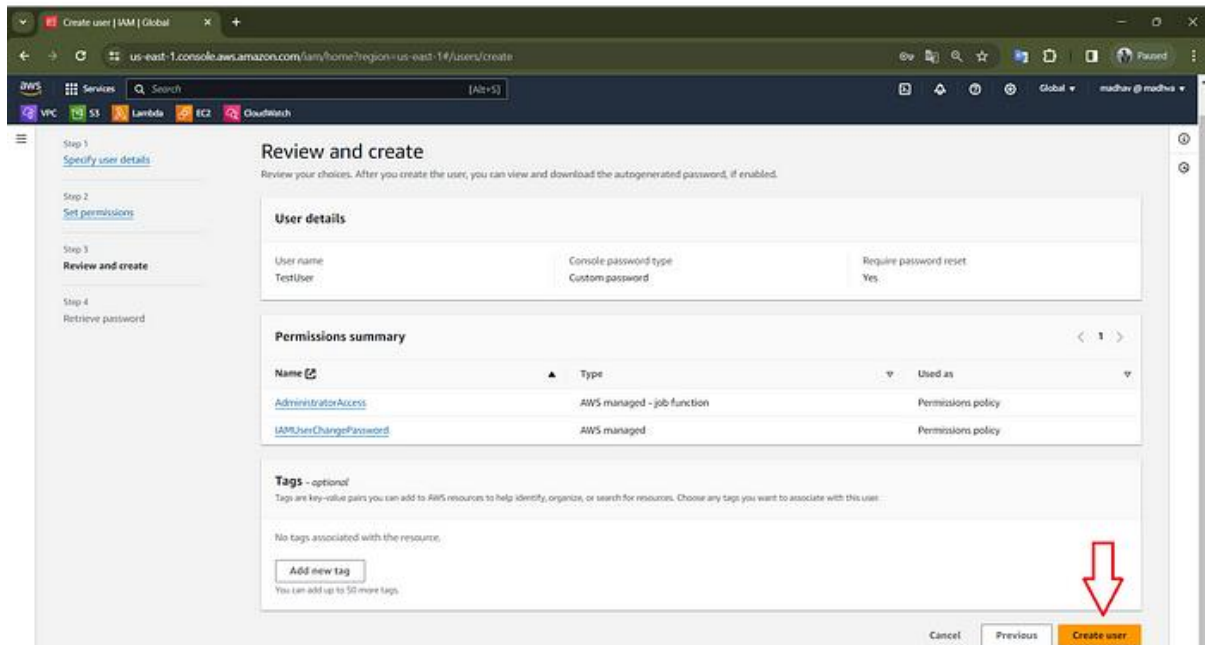 Create user | IAM | Global
us-east-1.console.aws.amazon.com/iam/home?region=us-east-1#/users/create
Paused
aws
Services
Search
[Alt+S]
Global
madhav @ madhva
VPC
S3
Lambda
EC2
CloudWatch
Step 1
Specify user details
Step 2
Set permissions
Step 3
Review and create
Step 4
Retrieve password
Review and create
Review your choices. After you create the user, you can view and download the autogenerated password, if enabled.
User details
User name
TestUser
Console password type
Custom password
Require password reset
Yes
Permissions summary
1
Name Type Used as
AdministratorAccess AWS managed - job function Permissions policy
IAMUserChangePassword AWS managed Permissions policy
Tags - optional
Tags are key-value pairs you can add to AWS resources to help identify, organize, or search for resources. Choose any tags you want to associate with this user.
No tags associated with the resource.
Add new tag
You can add up to 50 more tags.
Cancel
Previous
Create user